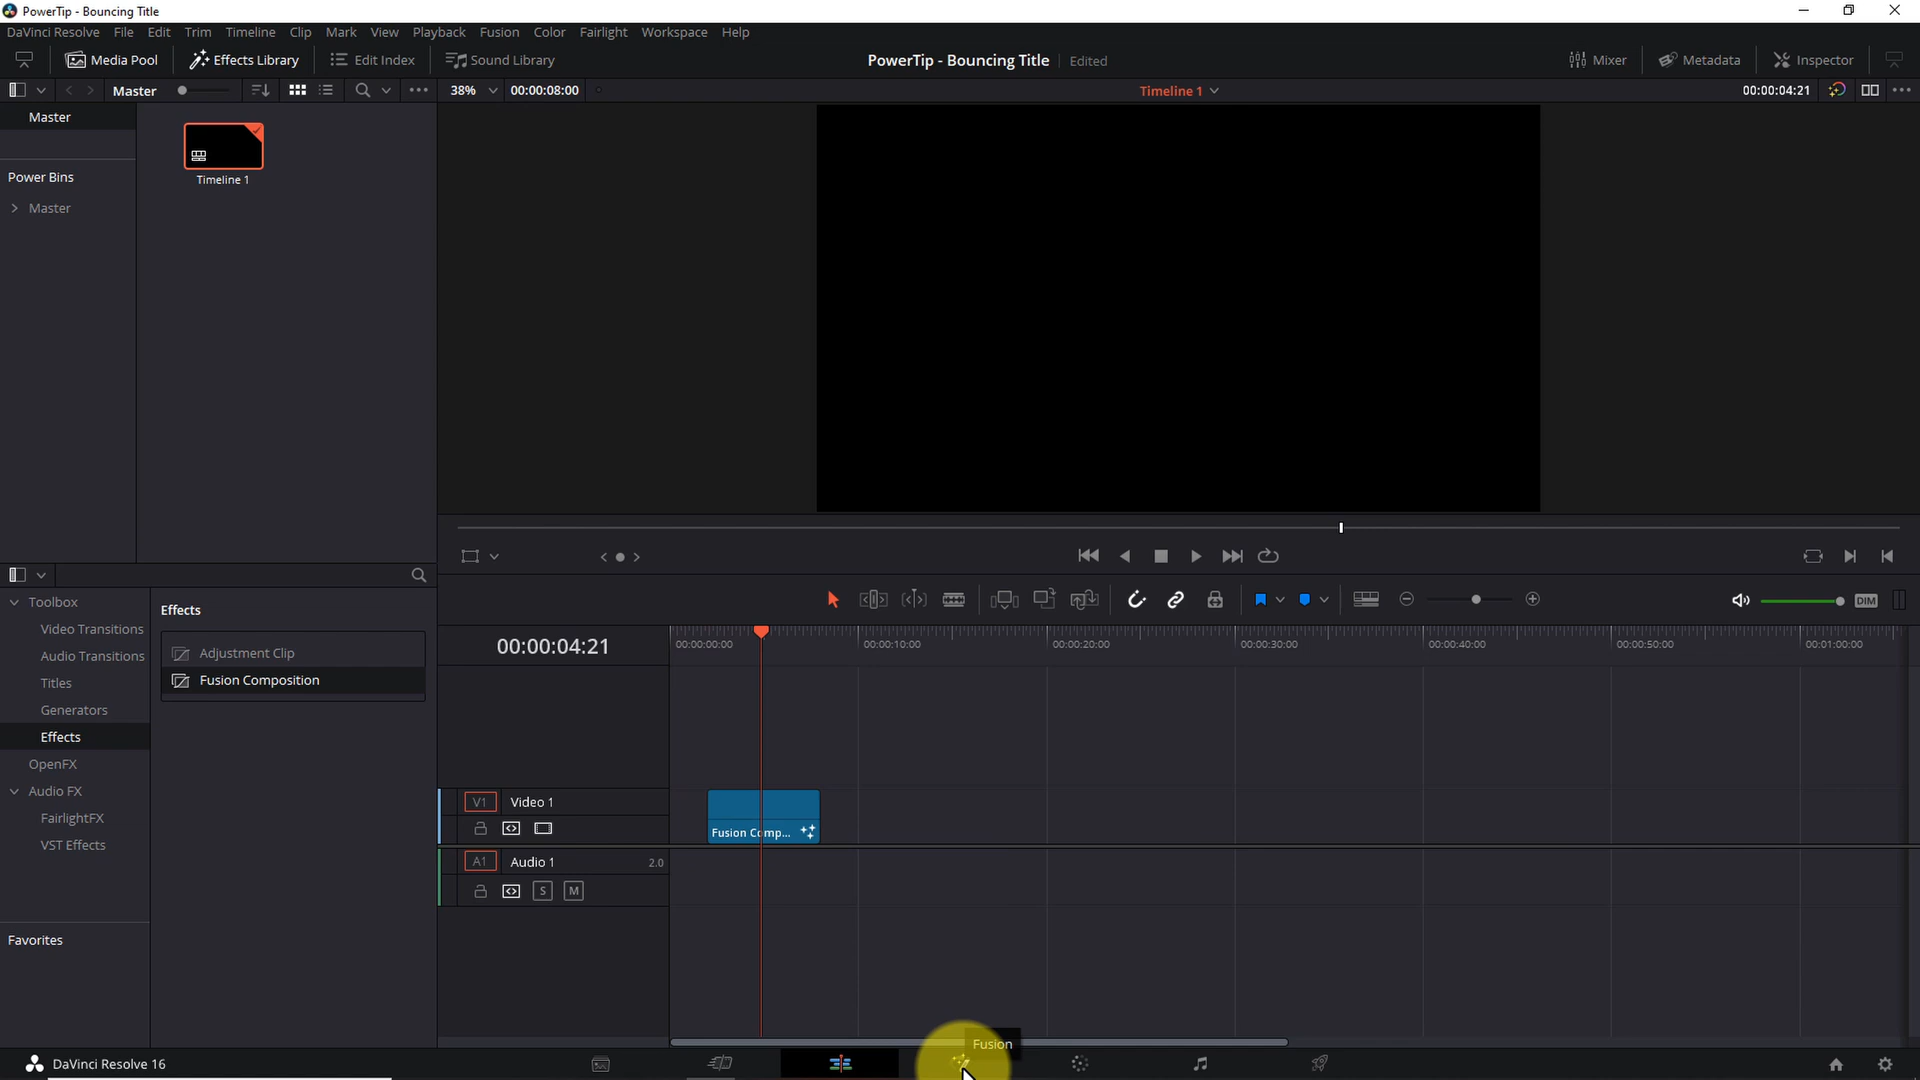 PowerTip - Bouncing Title
DaVinci Resolve File Edit Trim Timeline Clip Mark View Playback Fusion Color Fairlight Workspace Help
Media Pool Effects Library Edit Index Sound Library PowerTip - Bouncing Title Edited Mixer Metadata Inspector
Master 38% 00:00:08:00 Timeline 1 00:00:04:21
Master
Timeline 1
Power Bins
Master
Toolbox
Video Transitions
Audio Transitions
Titles
Generators
Effects
OpenFX
Audio FX
FairlightFX
VST Effects
Favorites
Effects
Adjustment Clip
Fusion Composition
DIM
00:00:04:21
00:00:00:00 00:00:10:00 00:00:20:00 00:00:30:00 00:00:40:00 00:00:50:00 00:01:00:00
V1 Video 1
Fusion Comp...
A1 Audio 1 2.0
S M
Fusion
DaVinci Resolve 16